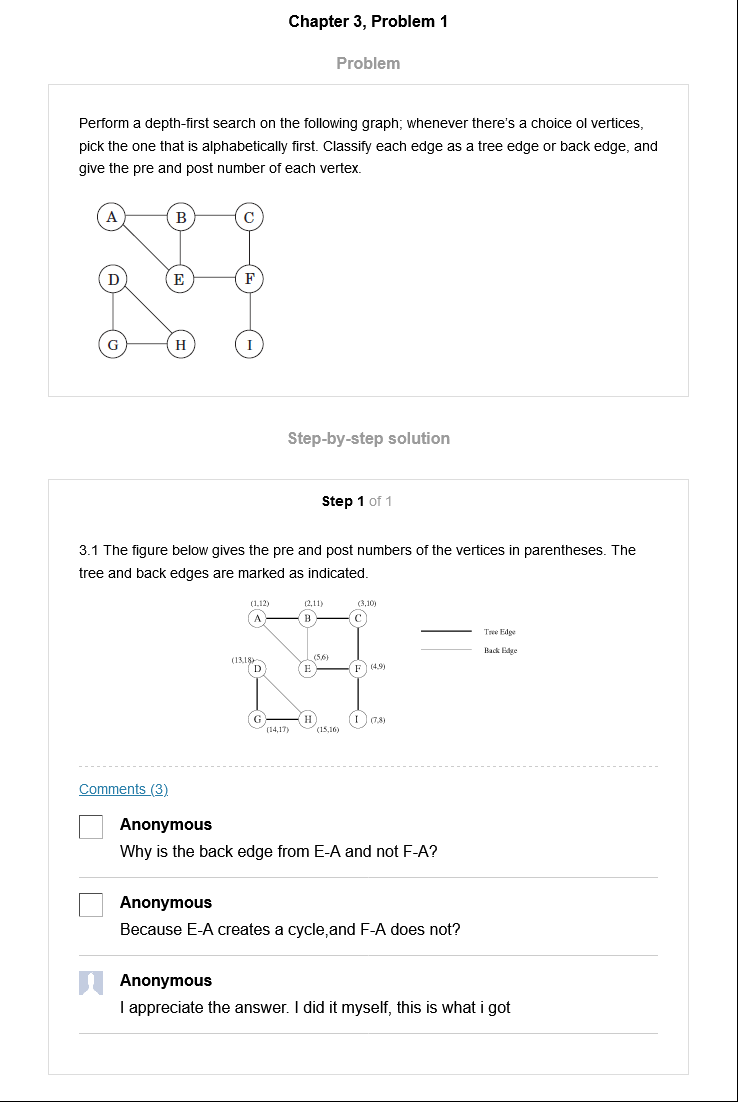 Chapter 3, Problem 1
Problem
Perform a depth-first search on the following graph; whenever there's a choice ol vertices,
pick the one that is alphabetically first. Classify each edge as a tree edge or back edge, and
give the pre and post number of each vertex.
A B C
D E F
G H I
Step-by-step solution
Step 1 of 1
3.1 The figure below gives the pre and post numbers of the vertices in parentheses. The
tree and back edges are marked as indicated.
(1,12) (2,11) (3,10)
A B C
Tree Edge
Back Edge
(13,18) (5,6)
D E F (4,9)
G H I (7,8)
(14,17) (15,16)
Comments (3)
Anonymous
Why is the back edge from E-A and not F-A?
Anonymous
Because E-A creates a cycle,and F-A does not?
Anonymous
I appreciate the answer. I did it myself, this is what i got